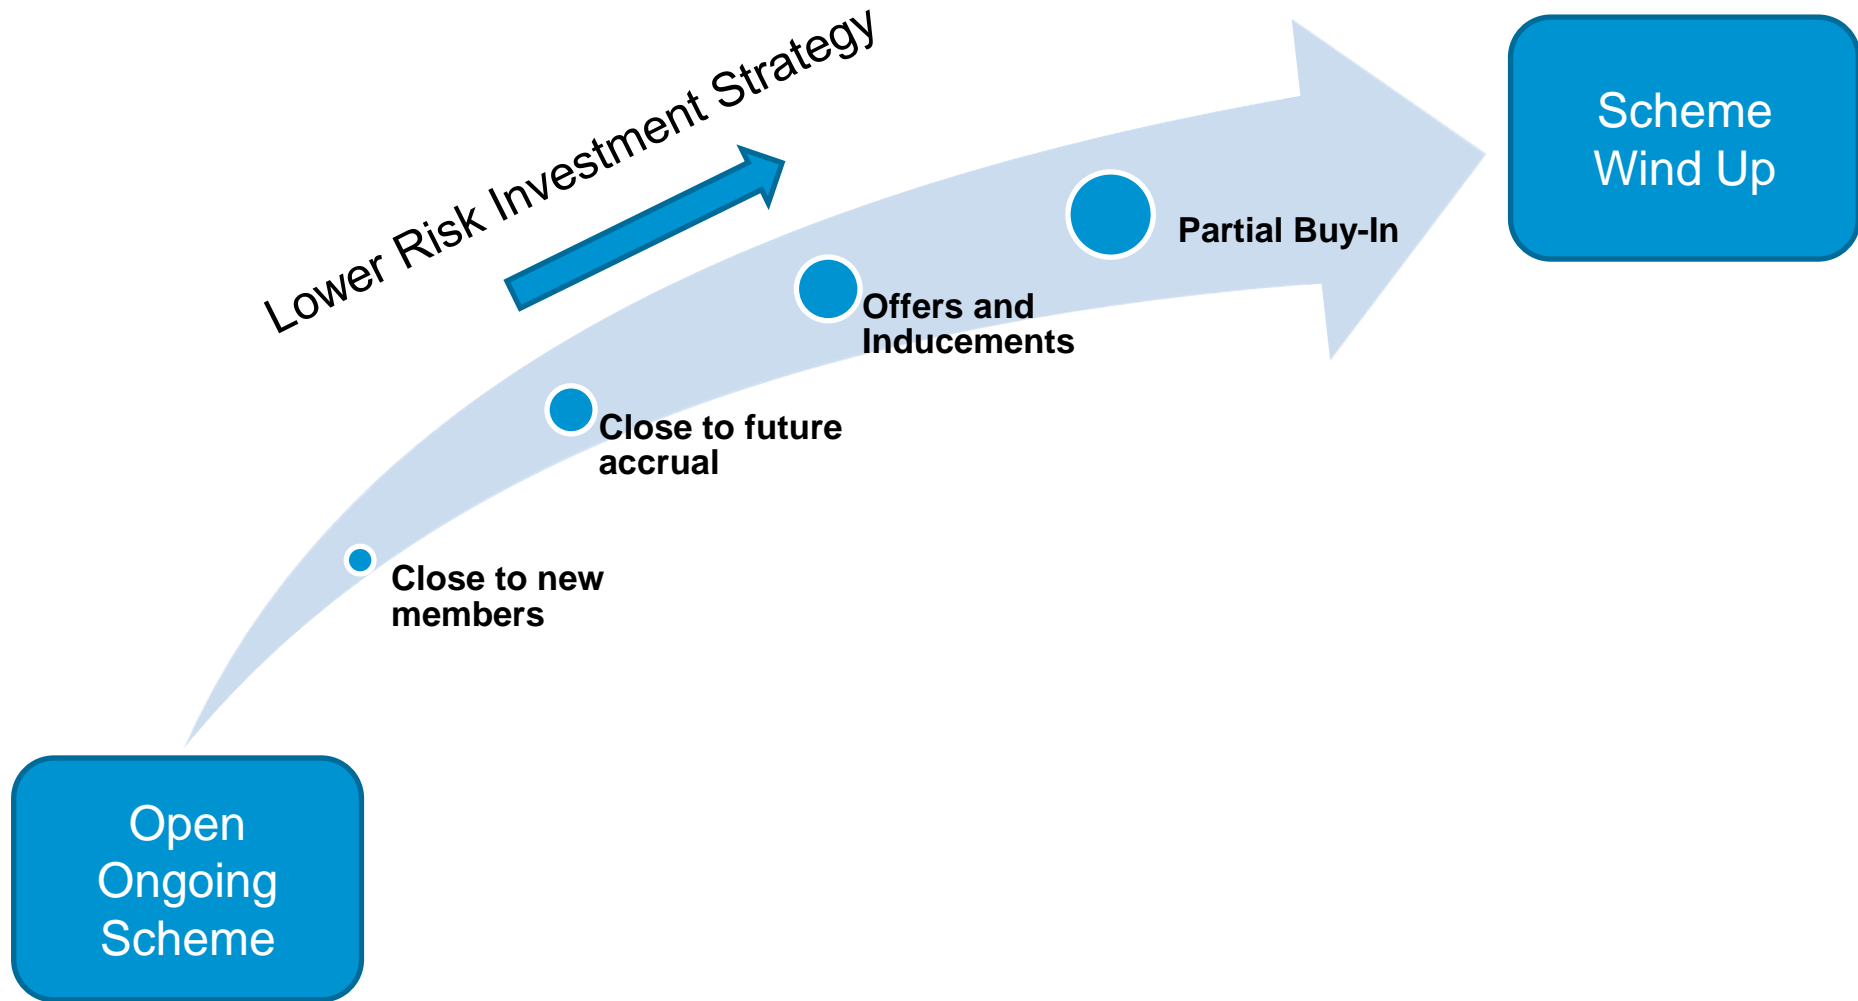 Lower Risk Investment Strategy
Scheme
Wind Up
Partial Buy-In
Offers and
Inducements
Close to future
accrual
Close to new
members
Open
Ongoing
Scheme